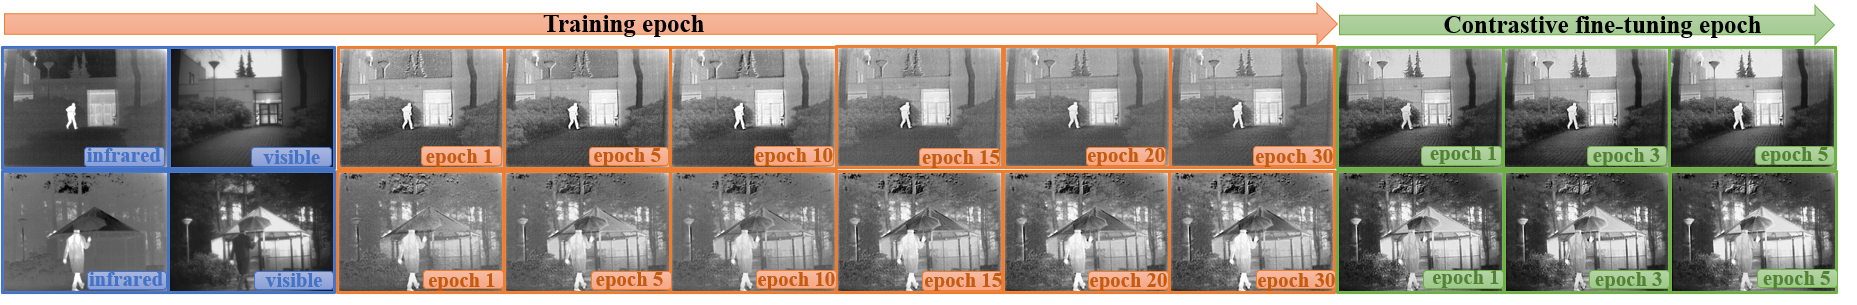 Training epoch
Contrastive fine-tuning epoch
infrared
visible
epoch 1
epoch 5
epoch 10
epoch 15
epoch 20
epoch 30
epoch 1
epoch 3
epoch 5
infrared
visible
epoch 1
epoch 5
epoch 10
epoch 15
epoch 20
epoch 30
epoch 1
epoch 3
epoch 5